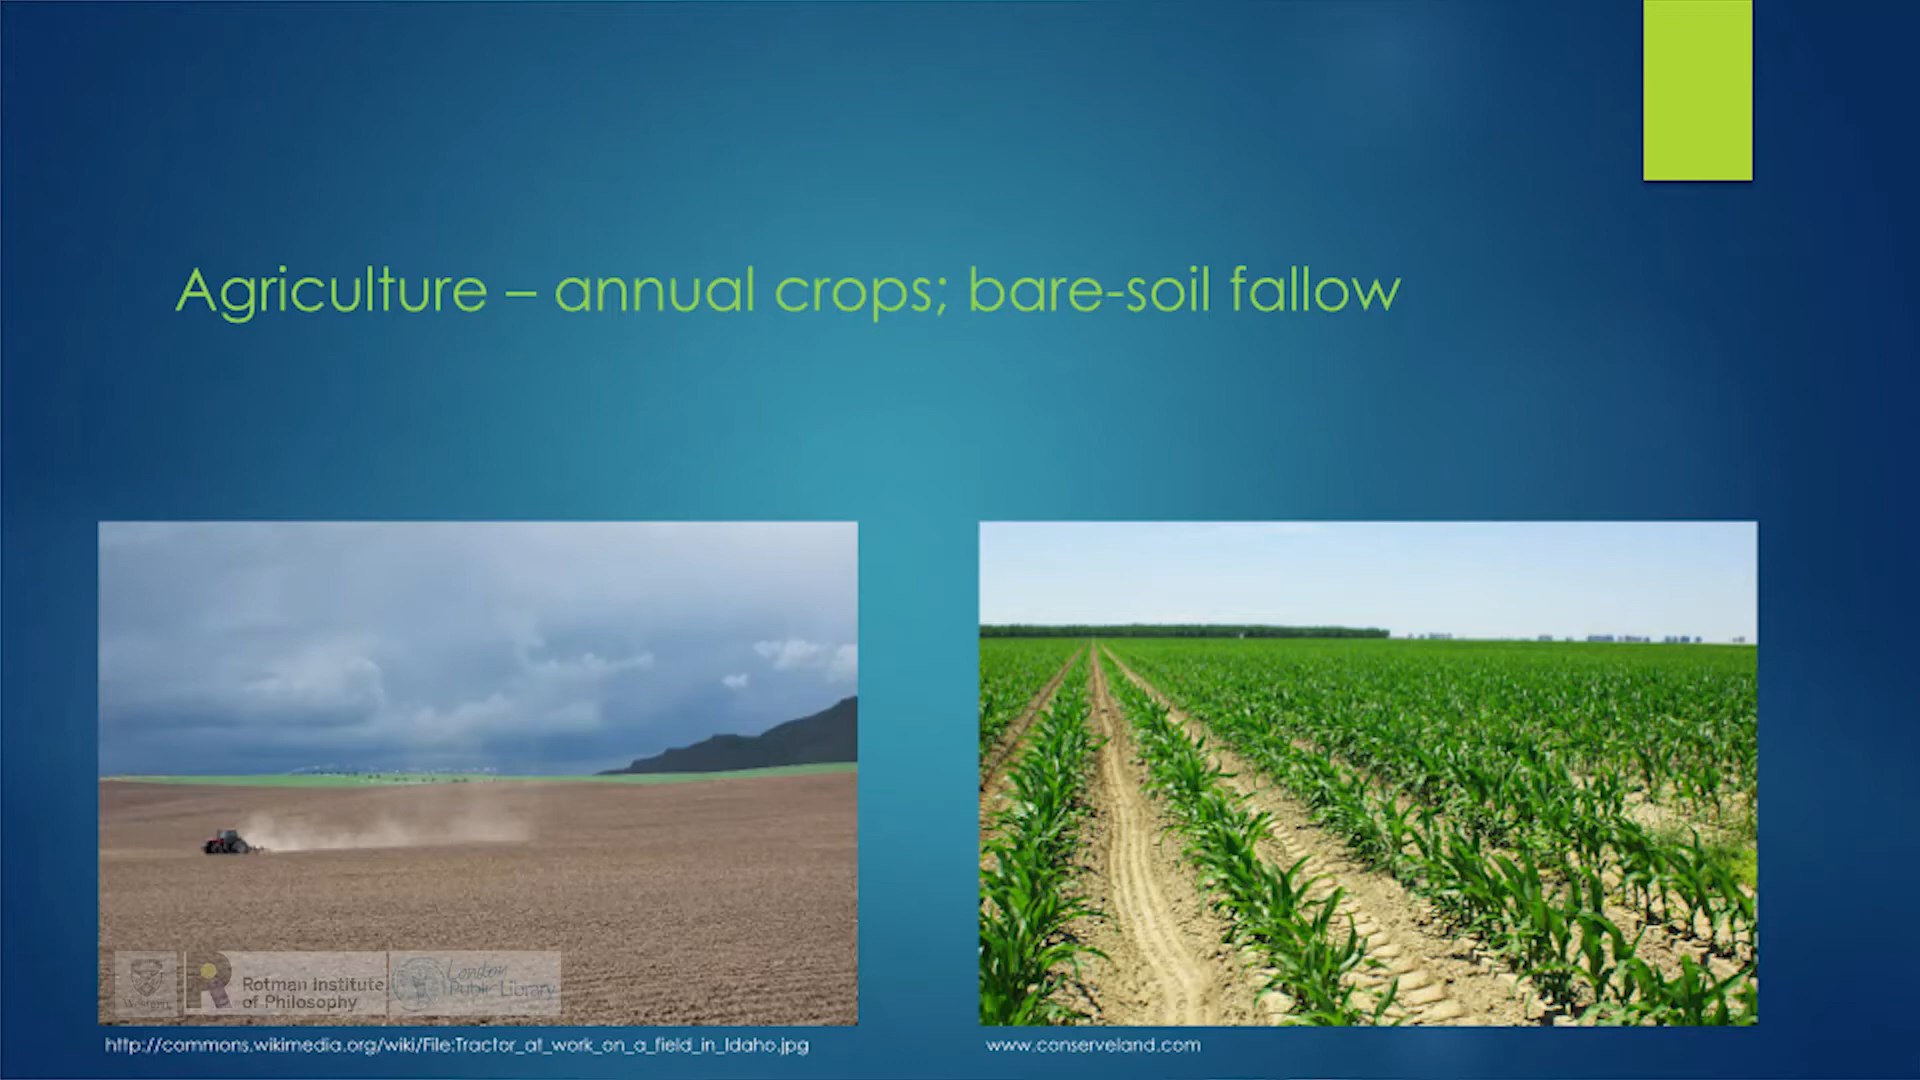 Agriculture – annual crops; bare-soil fallow
Western
Rotman Institute
of Philosophy
London
Public Library
http://commons.wikimedia.org/wiki/File:Tractor_at_work_on_a_field_in_Idaho.jpg
www.conserveland.com